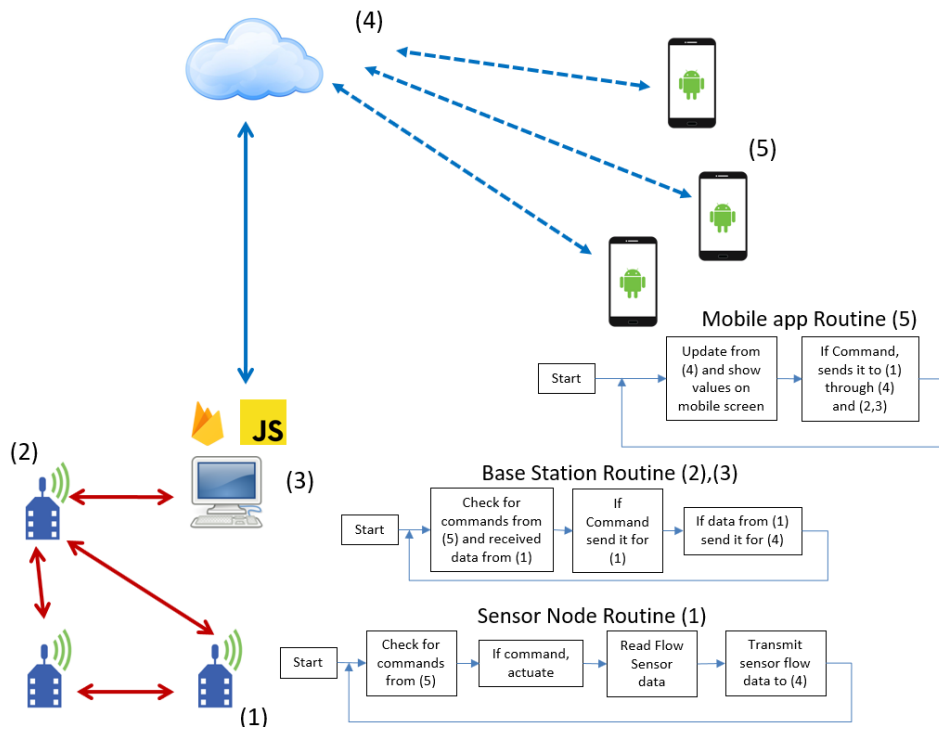 (4)
(5)
Mobile app Routine (5)
Start
Update from
(4) and show
values on
mobile screen
If Command,
sends it to (1)
through (4)
and (2,3)
JS
(2)
(3)
Base Station Routine (2),(3)
Start
Check for
commands from
(5) and received
data from (1)
If
Command
send it for
(1)
If data from (1)
send it for (4)
Sensor Node Routine (1)
Start
Check for
commands
from (5)
If command,
actuate
Read Flow
Sensor
data
Transmit
sensor flow
data to (4)
(1)